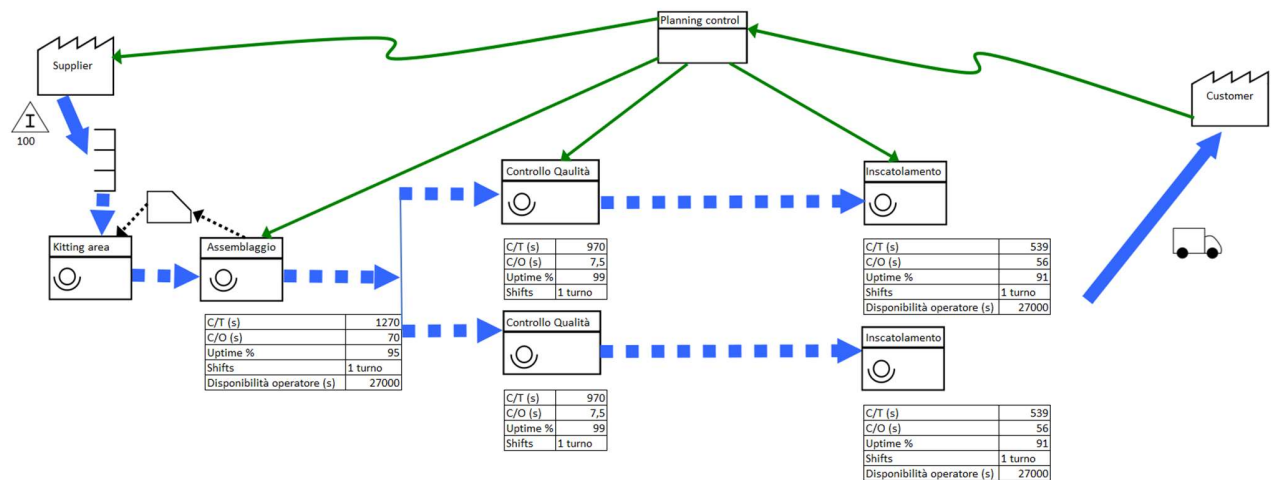 Planning control
Supplier
Customer
I
100
Controllo Qaulità
Inscatolamento
Kitting area
Assemblaggio
C/T (s) 970
C/O (s) 7,5
Uptime % 99
Shifts 1 turno
C/T (s) 539
C/O (s) 56
Uptime % 91
Shifts 1 turno
Disponibilità operatore (s) 27000
C/T (s) 1270
C/O (s) 70
Uptime % 95
Shifts 1 turno
Disponibilità operatore (s) 27000
Controllo Qualità
Inscatolamento
C/T (s) 970
C/O (s) 7,5
Uptime % 99
Shifts 1 turno
C/T (s) 539
C/O (s) 56
Uptime % 91
Shifts 1 turno
Disponibilità operatore (s) 27000